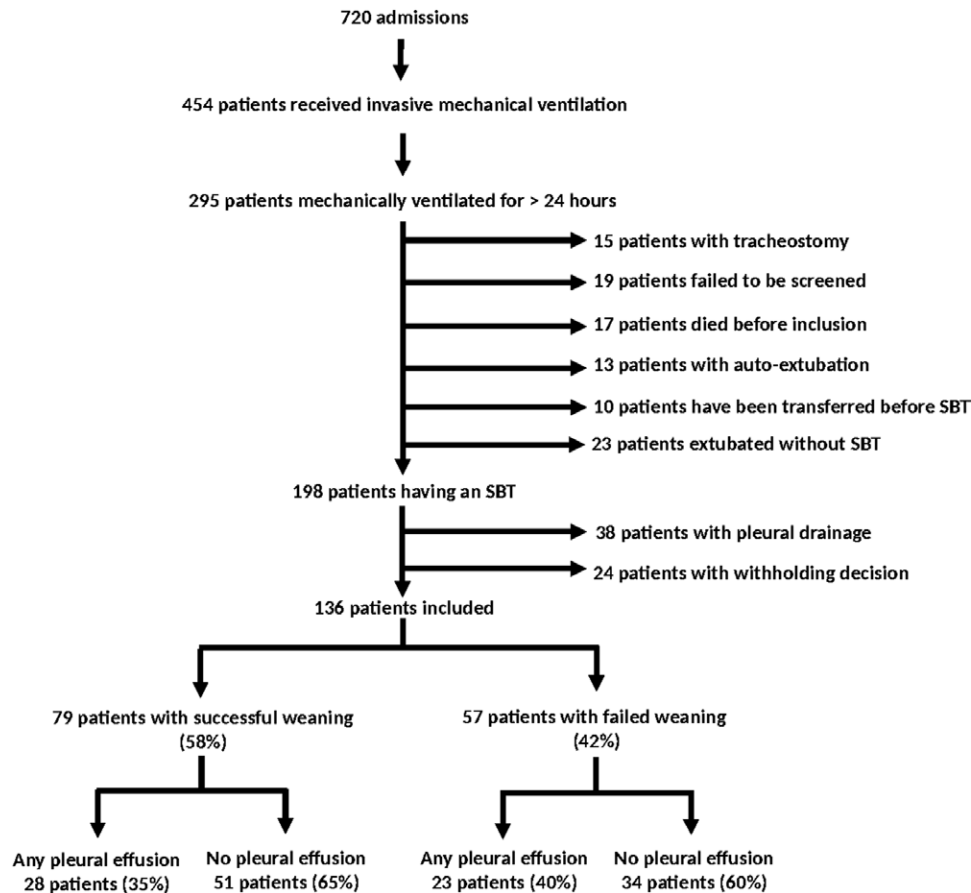 720 admissions
454 patients received invasive mechanical ventilation
295 patients mechanically ventilated for > 24 hours
15 patients with tracheostomy
19 patients failed to be screened
17 patients died before inclusion
13 patients with auto-extubation
10 patients have been transferred before SBT
23 patients extubated without SBT
198 patients having an SBT
38 patients with pleural drainage
24 patients with withholding decision
136 patients included
79 patients with successful weaning
(58%)
57 patients with failed weaning
(42%)
Any pleural effusion
28 patients (35%)
No pleural effusion
51 patients (65%)
Any pleural effusion
23 patients (40%)
No pleural effusion
34 patients (60%)